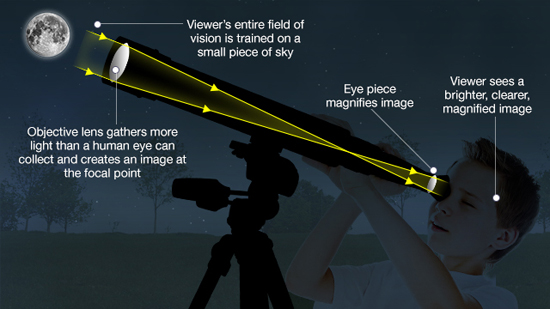 Viewer's entire field of
vision is trained on a
small piece of sky
Eye piece
magnifies image
Viewer sees a
brighter, clearer,
magnified image
Objective lens gathers more
light than a human eye can
collect and creates an image at
the focal point